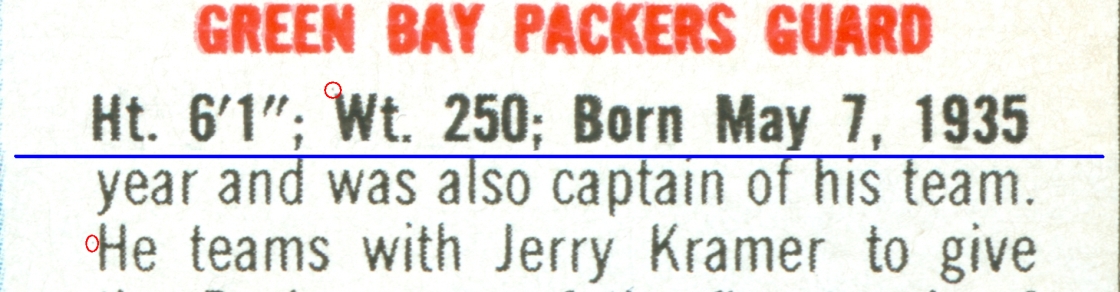 GREEN BAY PACKERS GUARD
Ht. 6'1"; Wt. 250; Born May 7, 1935
year and was also captain of his team.
He teams with Jerry Kramer to give